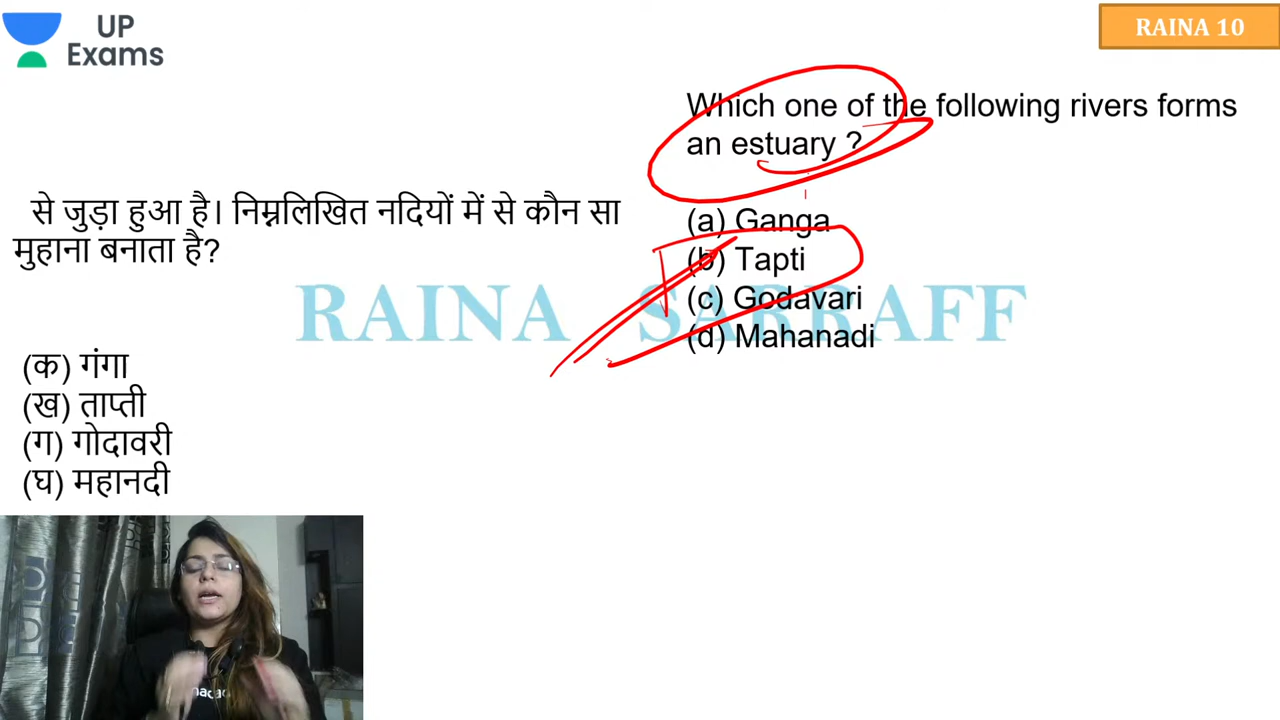 UP
Exams
RAINA 10
Which one of the following rivers forms
an estuary ?
(a) Ganga
(b) Tapti
(c) Godavari
(d) Mahanadi
से जुड़ा हुआ है। निम्नलिखित नदियों में से कौन सा
मुहाना बनाता है?
RAINA SARRAFF
(क) गंगा
(ख) ताप्ती
(ग) गोदावरी
(घ) महानदी